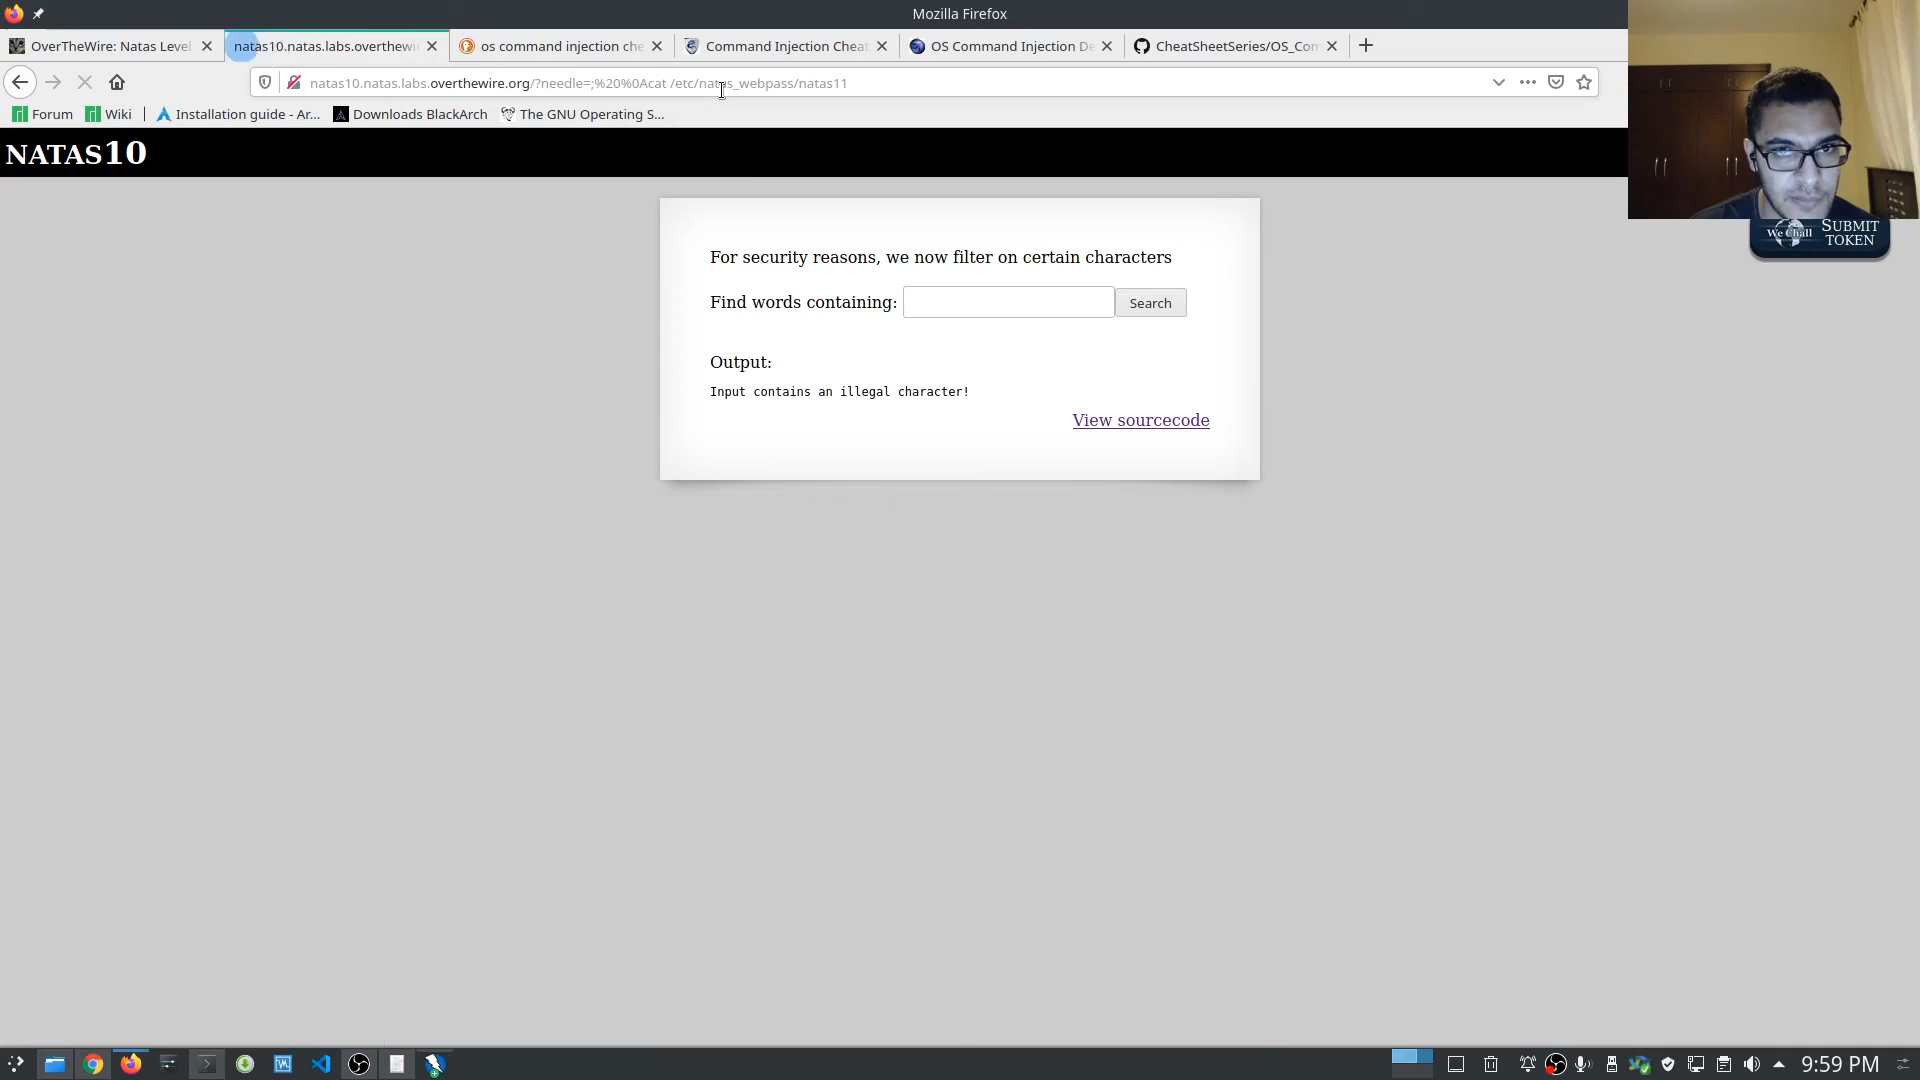 Mozilla Firefox
OverTheWire: Natas Level
natas10.natas.labs.overthewi
os command injection che
Command Injection Cheat
OS Command Injection De
CheatSheetSeries/OS_Con
natas10.natas.labs.overthewire.org/?needle=;%20%0Acat /etc/natas_webpass/natas11
Forum
Wiki
Installation guide - Ar...
Downloads BlackArch
The GNU Operating S...
NATAS10
We Chall
SUBMIT
TOKEN
For security reasons, we now filter on certain characters
Find words containing:
Search
Output:
Input contains an illegal character!
View sourcecode
9:59 PM